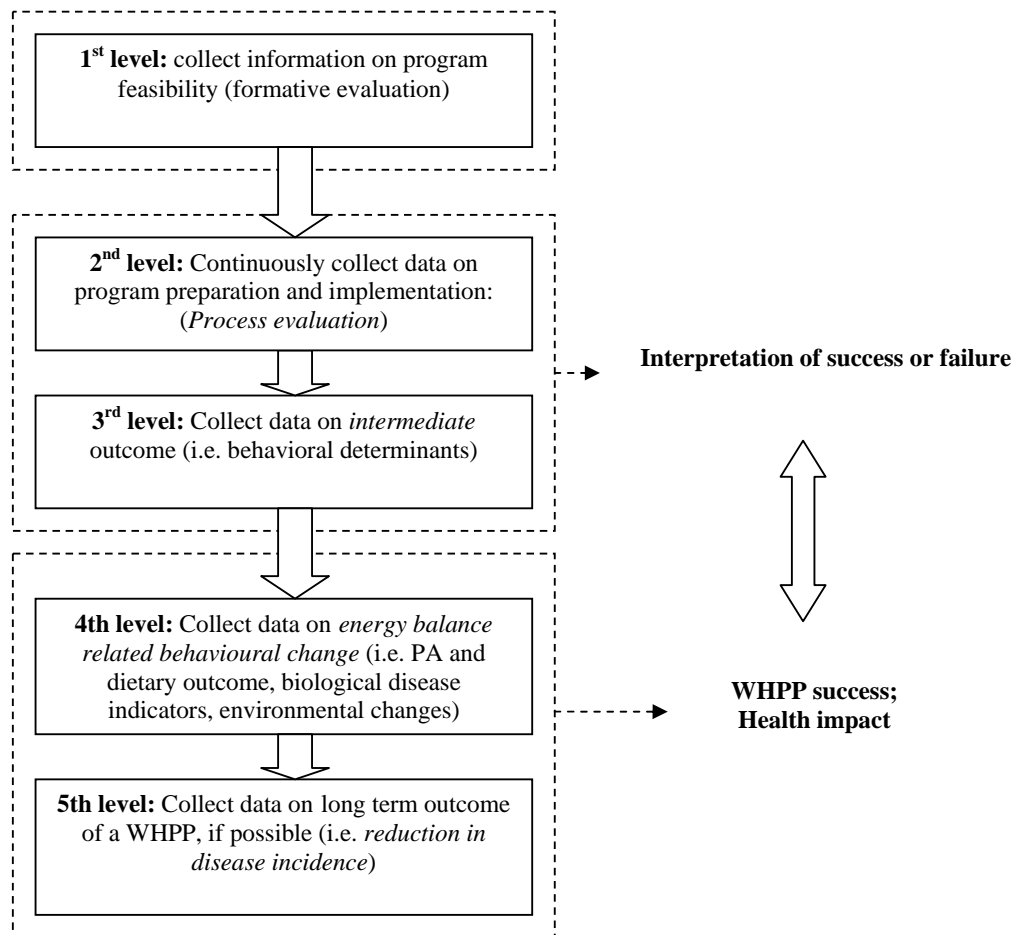 1st level: collect information on program
feasibility (formative evaluation)
2nd level: Continuously collect data on
program preparation and implementation:
(Process evaluation)
3rd level: Collect data on intermediate
outcome (i.e. behavioral determinants)
Interpretation of success or failure
4th level: Collect data on energy balance
related behavioural change (i.e. PA and
dietary outcome, biological disease
indicators, environmental changes)
WHPP success;
Health impact
5th level: Collect data on long term outcome
of a WHPP, if possible (i.e. reduction in
disease incidence)